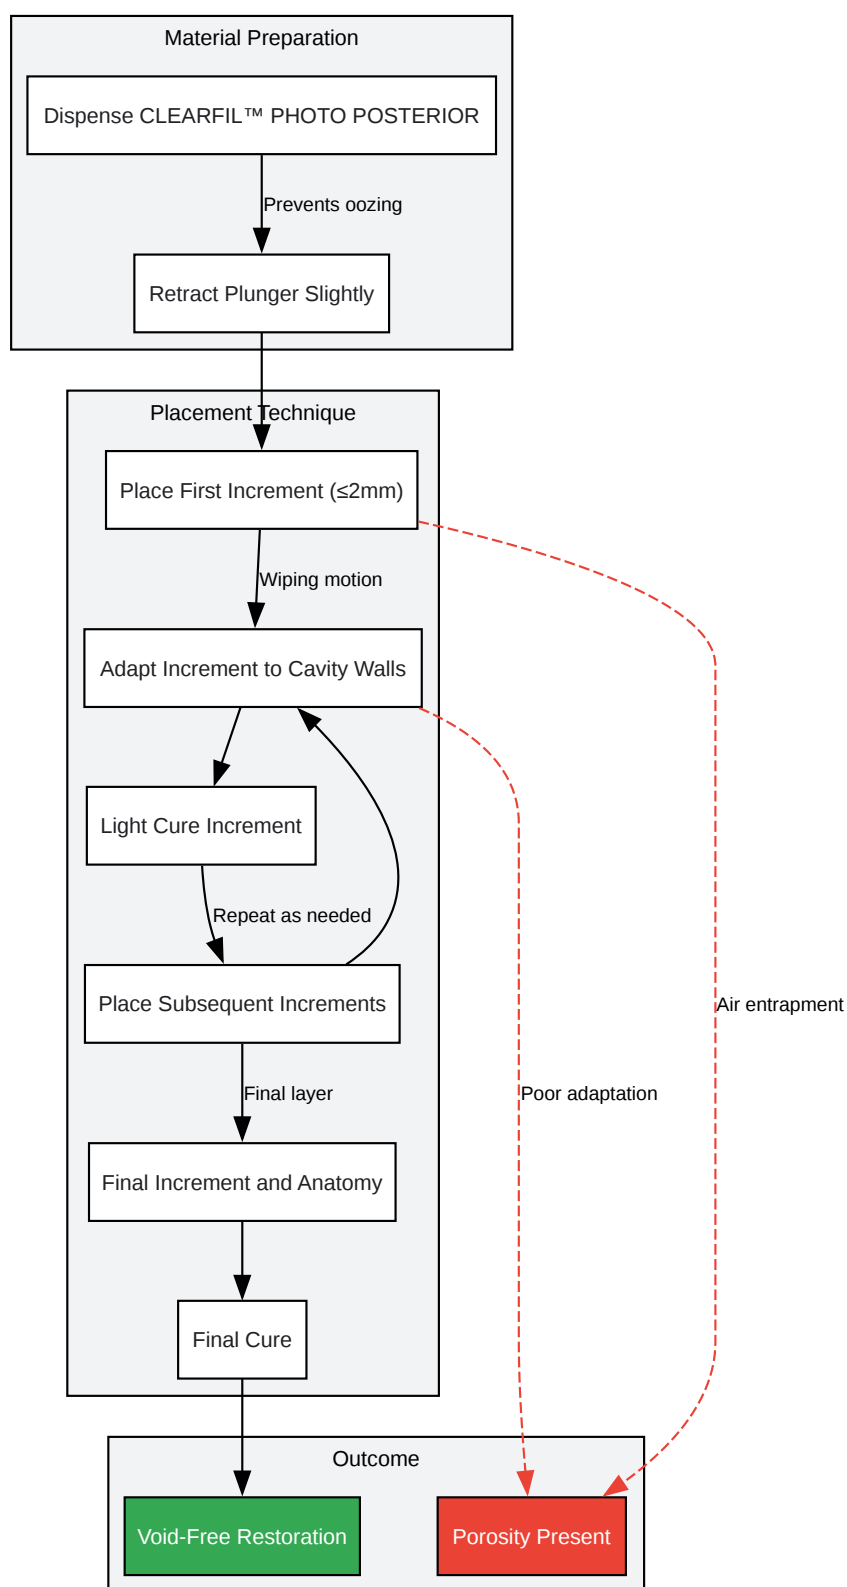 Material Preparation
Dispense CLEARFIL™ PHOTO POSTERIOR
Prevents oozing
Retract Plunger Slightly
Placement Technique
Place First Increment (≤2mm)
Wiping motion
Adapt Increment to Cavity Walls
Light Cure Increment
Repeat as needed
Place Subsequent Increments
Air entrapment
Final layer
Poor adaptation
Final Increment and Anatomy
Final Cure
Outcome
Void-Free Restoration
Porosity Present